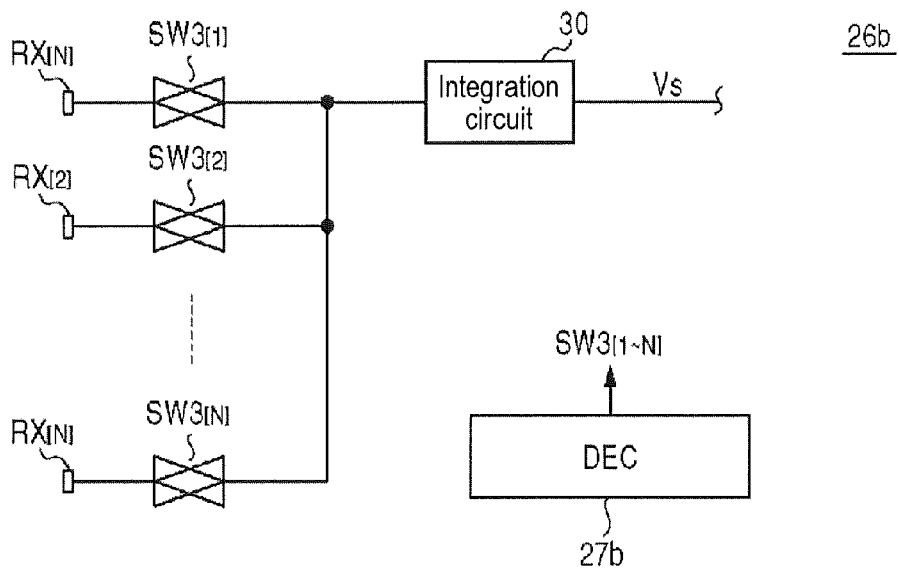 SW3[1]
RX[N]
30
26b
Integration
circuit
Vs
SW3[2]
RX[2]
SW3[1~N]
SW3[N]
RX[N]
DEC
27b